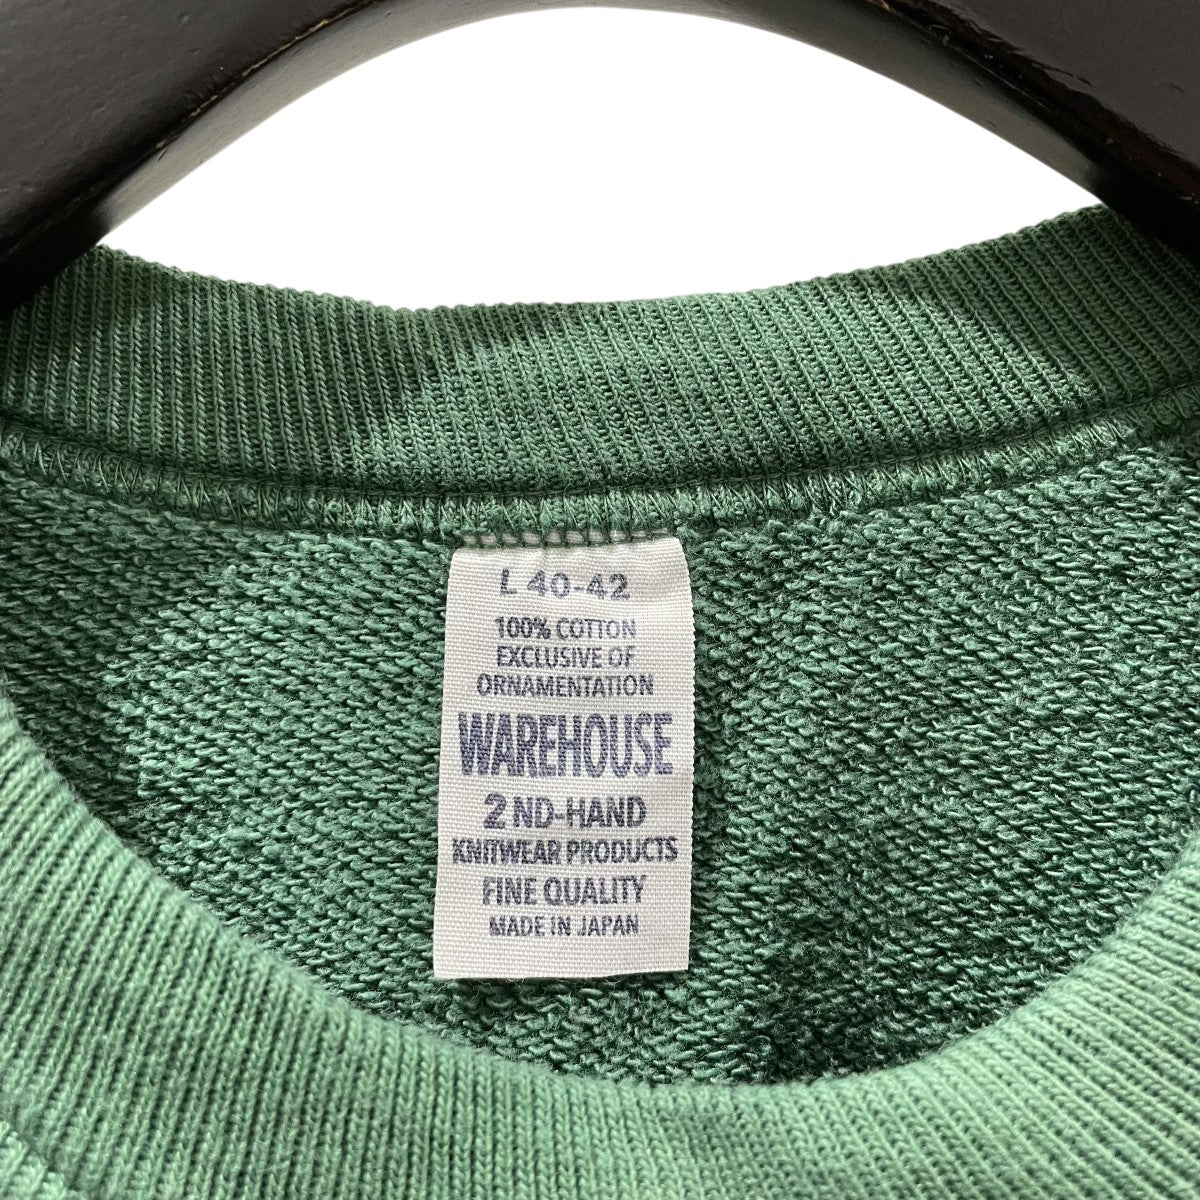 L 40-42
100% COTTON
EXCLUSIVE OF
ORNAMENTATION
WAREHOUSE
2 ND-HAND
KNITWEAR PRODUCTS
FINE QUALITY
MADE IN JAPAN